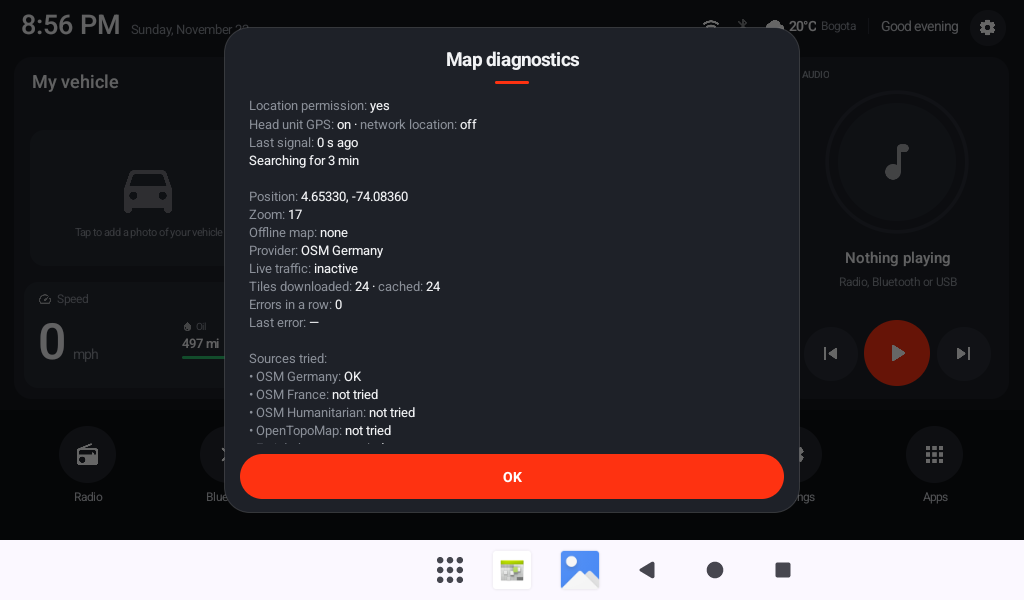 8:56 PM
Sunday, November
20°C Bogota
Good evening
Map diagnostics
My vehicle
AUDIO
Location permission: yes
Head unit GPS: on · network location: off
Last signal: 0 s ago
Searching for 3 min
Position: 4.65330, -74.08360
Zoom: 17
Offline map: none
Provider: OSM Germany
Live traffic: inactive
Tiles downloaded: 24 · cached: 24
Errors in a row: 0
Last error: —
Sources tried:
• OSM Germany: OK
• OSM France: not tried
• OSM Humanitarian: not tried
• OpenTopoMap: not tried
OK
Tap to add a photo of your vehicle
Speed
0 mph
Oil
497 mi
Nothing playing
Radio, Bluetooth or USB
Radio
Blue
ngs
Apps